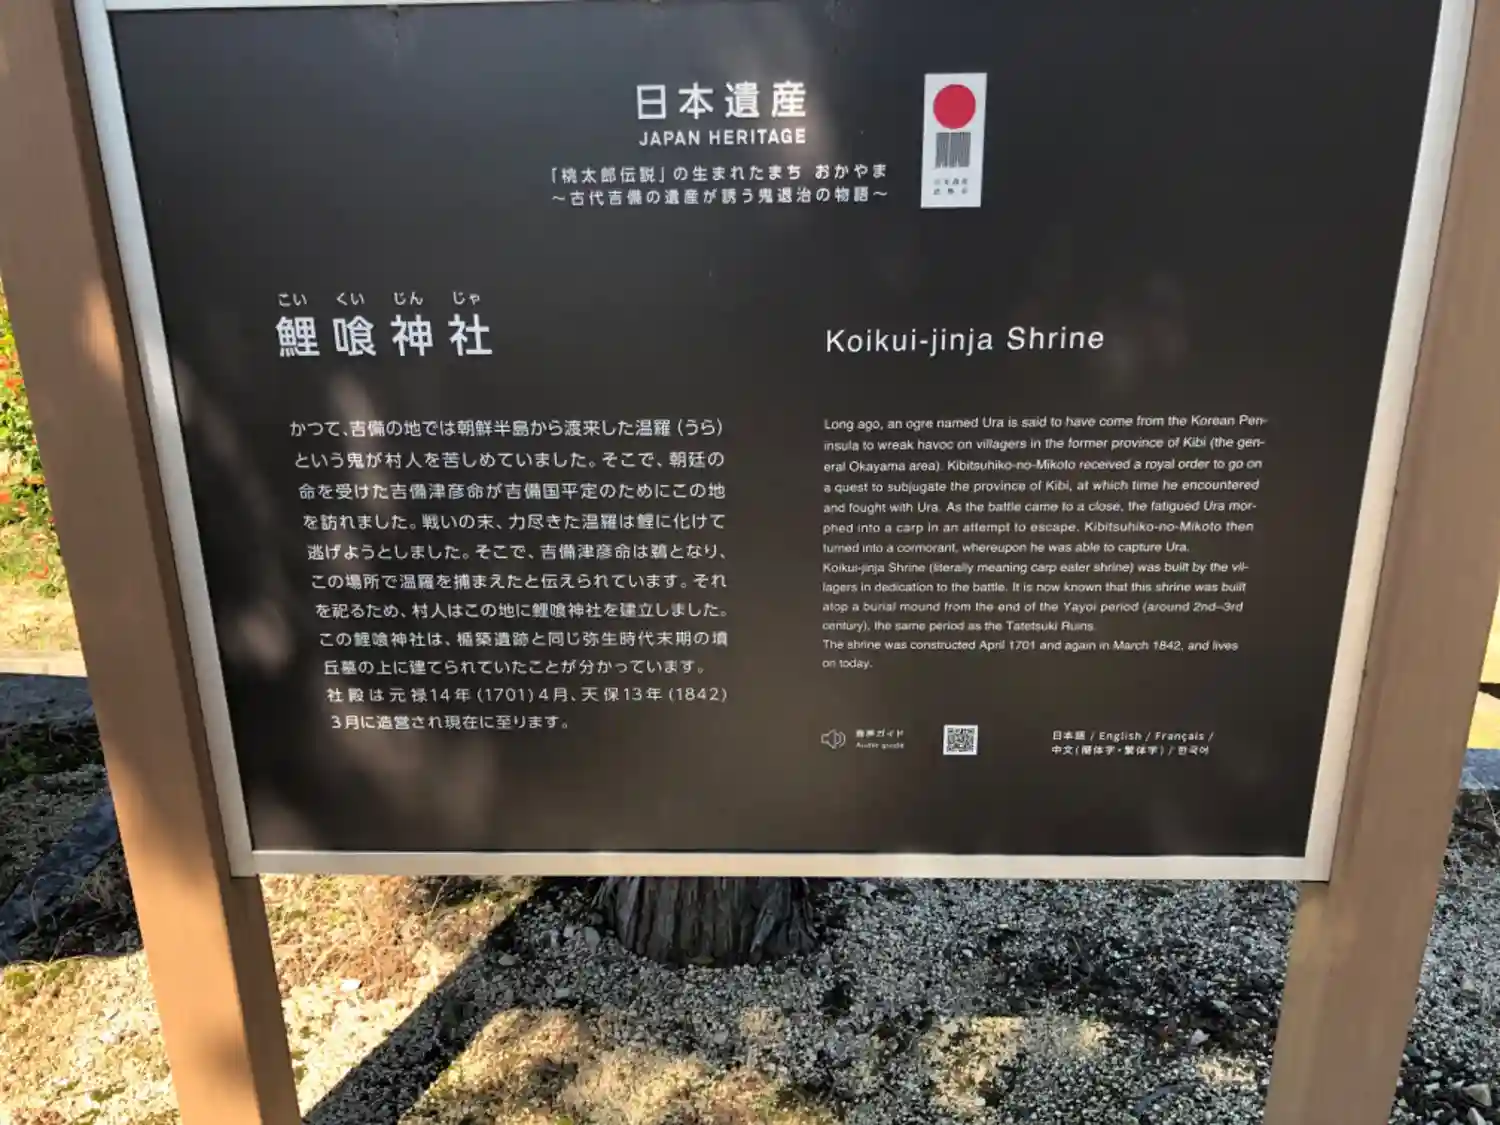 日本遺産
JAPAN HERITAGE
「桃太郎伝説」の生まれたまち おかやま
～古代吉備の遺産が誘う鬼退治の物語～
こい くい じん じゃ
鯉喰神社
かつて、吉備の地では朝鮮半島から渡来した温羅（うら）
という鬼が村人を苦しめていました。そこで、朝廷の
命を受けた吉備津彦命が吉備国平定のためにこの地
を訪れました。戦いの末、力尽きた温羅は鯉に化けて
逃げようとしました。そこで、吉備津彦命は鵜となり、
この場所で温羅を捕まえたと伝えられています。それ
を祀るため、村人はこの地に鯉喰神社を建立しました。
この鯉喰神社は、楯築遺跡と同じ弥生時代末期の墳
丘墓の上に建てられていたことが分かっています。
社殿は元禄14年(1701)4月、天保13年(1842)
3月に造営され現在に至ります。
Koikui-jinja Shrine
Long ago, an ogre named Ura is said to have come from the Korean Pen-
insula to wreak havoc on villagers in the former province of Kibi (the gen-
eral Okayama area). Kibitsuhiko-no-Mikoto received a royal order to go on
a quest to subjugate the province of Kibi, at which time he encountered
and fought with Ura. As the battle came to a close, the fatigued Ura mor-
phed into a carp in an attempt to escape. Kibitsuhiko-no-Mikoto then
turned into a cormorant, whereupon he was able to capture Ura.
Koikui-jinja Shrine (literally meaning carp eater shrine) was built by the vil-
lagers in dedication to the battle. It is now known that this shrine was built
atop a burial mound from the end of the Yayoi period (around 2nd–3rd
century), the same period as the Tatetsuki Ruins.
The shrine was constructed April 1701 and again in March 1842, and lives
on today.
音声ガイド
Audio guide
日本語 / English / Français /
中文(简体字・繁体字) / 한국어